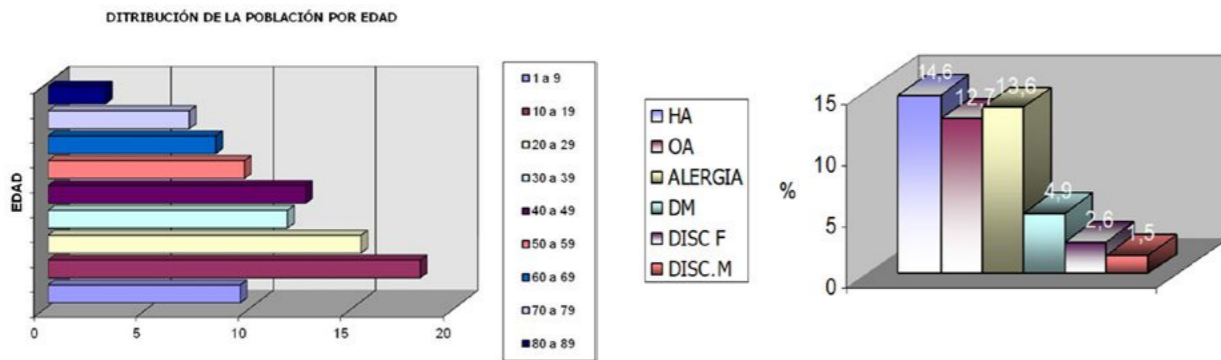 DITRIBUCIÓN DE LA POBLACIÓN POR EDAD
EDAD
0 5 10 15 20
1 a 9
10 a 19
20 a 29
30 a 39
40 a 49
50 a 59
60 a 69
70 a 79
80 a 89
HA
OA
ALERGIA
DM
DISC F
DISC.M
%
15
10
5
0
14,6
12,7
13,6
4,9
2,6
1,5